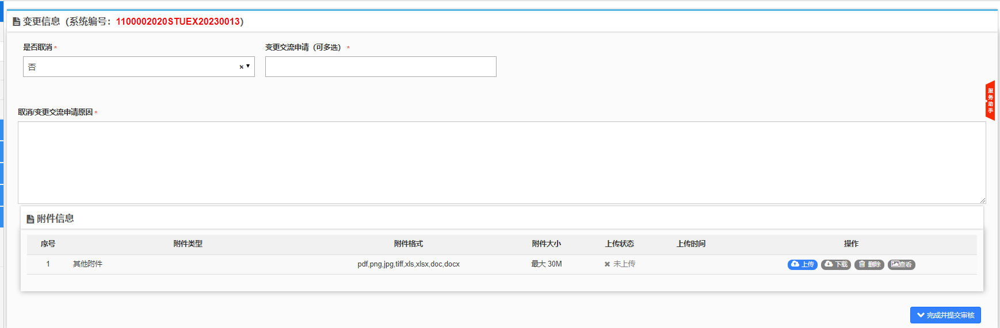 变更信息（系统编号：1100002020STUEX20230013）
是否取消 * 变更交流申请（可多选） *
否 × ▼
服务助手
取消/变更交流申请原因 *
附件信息
序号 附件类型 附件格式 附件大小 上传状态 上传时间 操作
1 其他附件 pdf,png,jpg,tiff,xls,xlsx,doc,docx 最大 30M ✖ 未上传 上传 下载 删除 查看
完成并提交审核